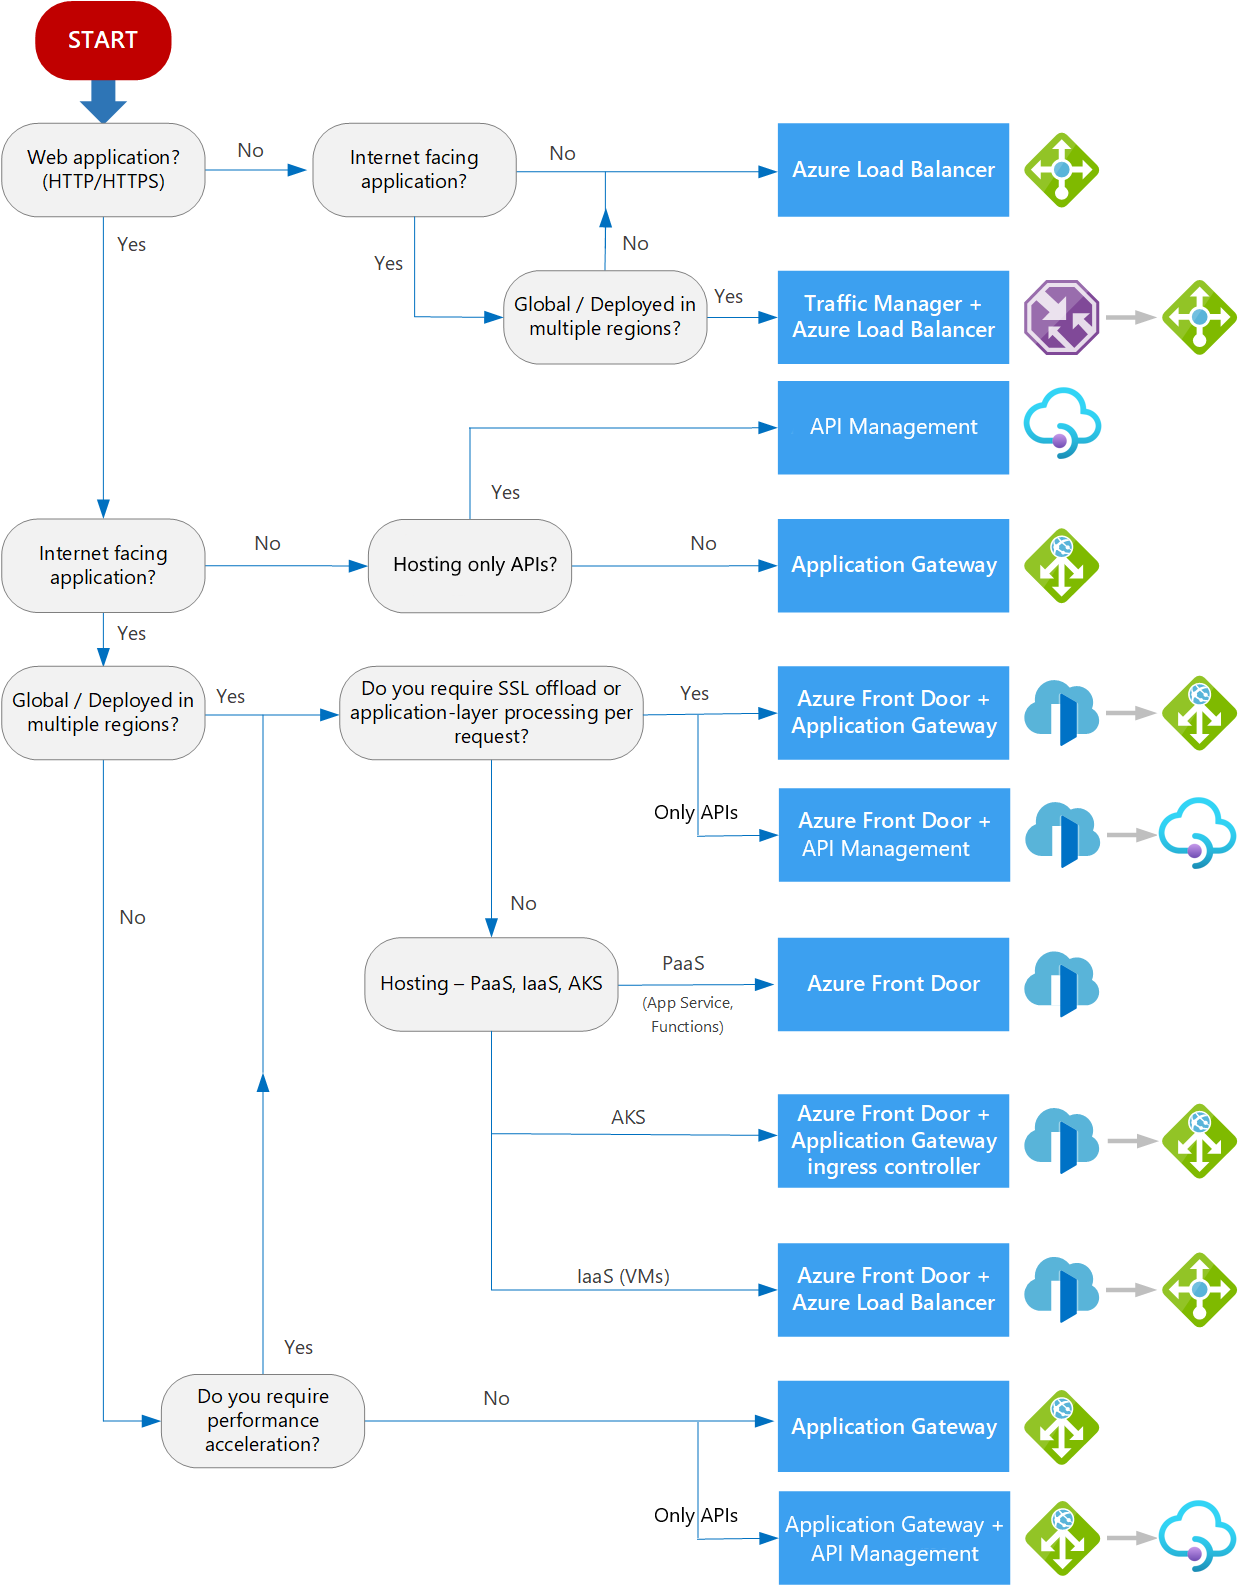 START
Web application?
(HTTP/HTTPS)
No
Internet facing
application?
No
Azure Load Balancer
Yes
Yes
No
Global / Deployed in
multiple regions?
Yes
Traffic Manager +
Azure Load Balancer
API Management
Yes
Internet facing
application?
No
Hosting only APIs?
No
Application Gateway
Yes
Global / Deployed in
multiple regions?
Yes
Do you require SSL offload or
application-layer processing per
request?
Yes
Azure Front Door +
Application Gateway
Only APIs
Azure Front Door +
API Management
No
No
Hosting – PaaS, IaaS, AKS
PaaS
(App Service,
Functions)
Azure Front Door
AKS
Azure Front Door +
Application Gateway
ingress controller
IaaS (VMs)
Azure Front Door +
Azure Load Balancer
Yes
Do you require
performance
acceleration?
No
Application Gateway
Only APIs
Application Gateway +
API Management